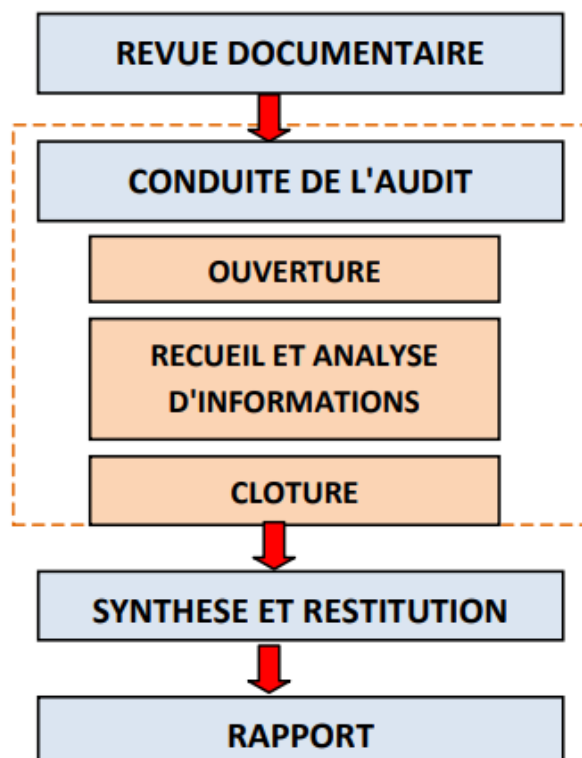 REVUE DOCUMENTAIRE
CONDUITE DE L'AUDIT
OUVERTURE
RECUEIL ET ANALYSE
D'INFORMATIONS
CLOTURE
SYNTHESE ET RESTITUTION
RAPPORT